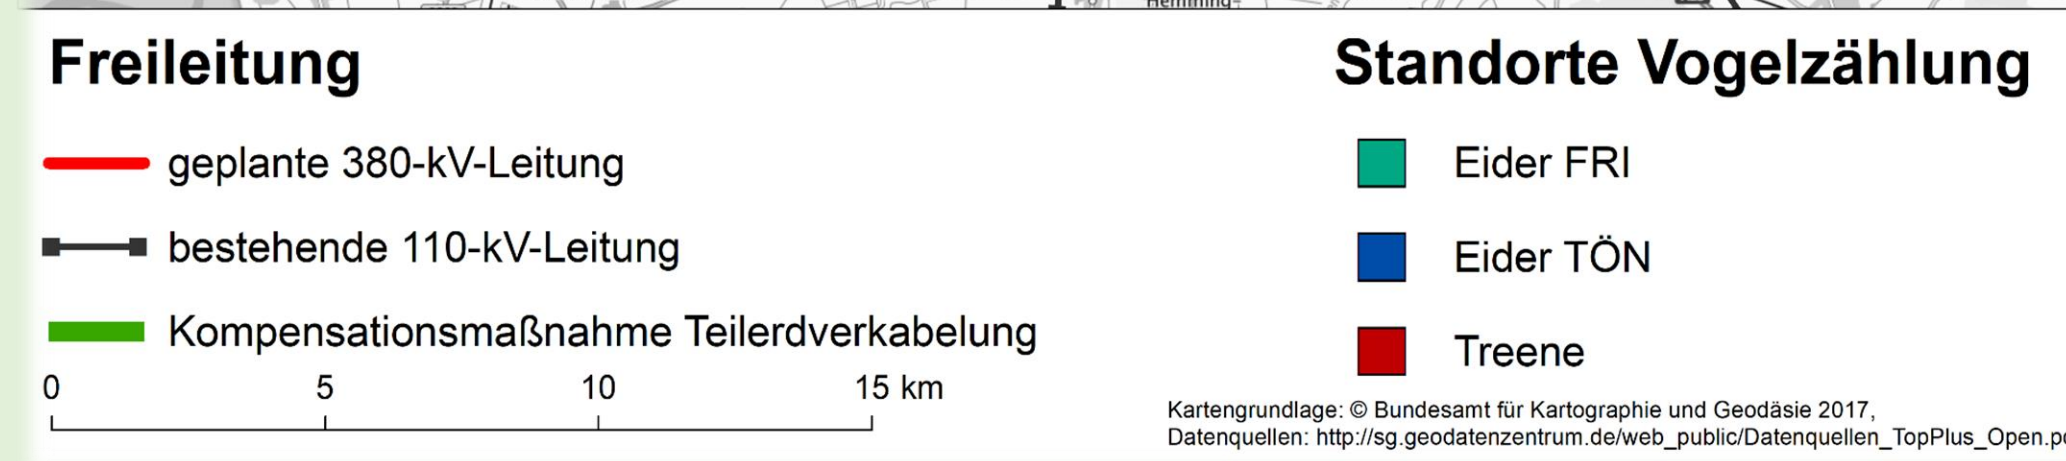 Hemming-
Freileitung
geplante 380-kV-Leitung
bestehende 110-kV-Leitung
Kompensationsmaßnahme Teilerdverkabelung
0 5 10 15 km
Standorte Vogelzählung
Eider FRI
Eider TÖN
Treene
Kartengrundlage: © Bundesamt für Kartographie und Geodäsie 2017,
Datenquellen: http://sg.geodatenzentrum.de/web_public/Datenquellen_TopPlus_Open.p